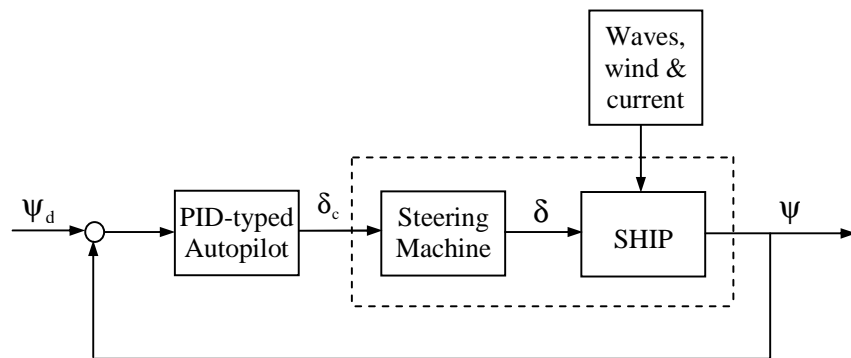 Waves,
wind &
current
ψd
PID-typed
Autopilot
δc
Steering
Machine
δ
SHIP
ψ